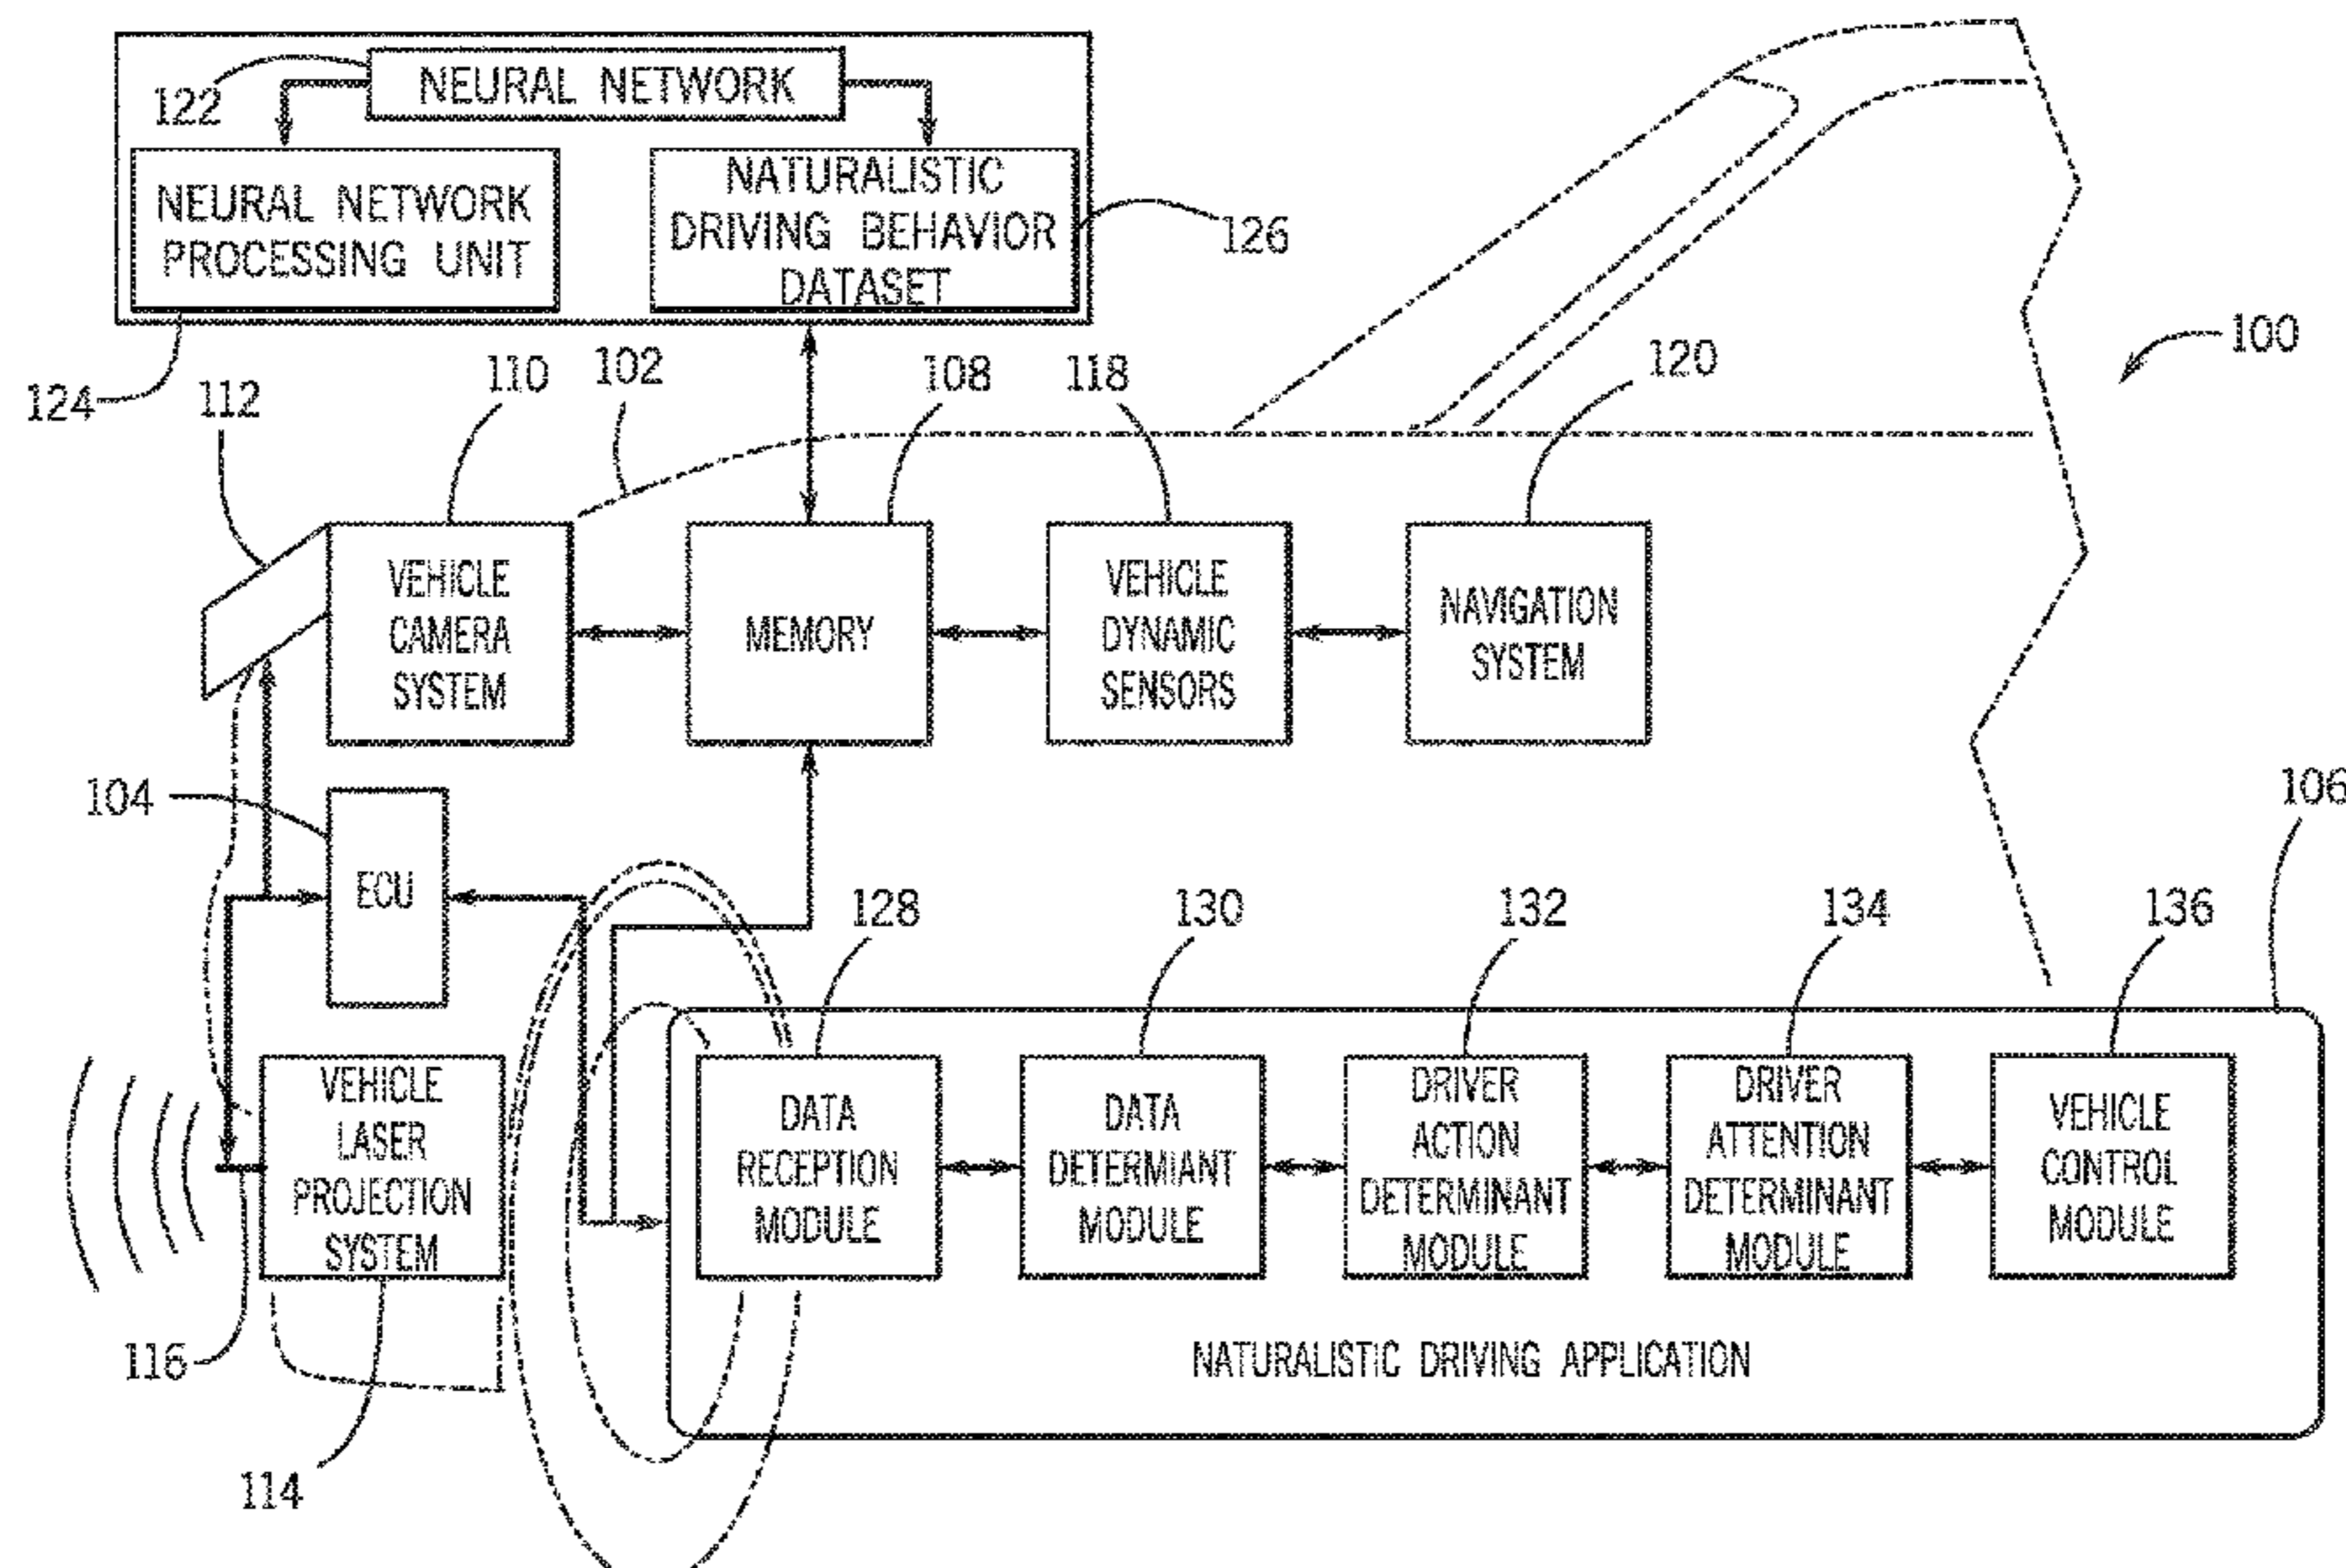 122
NEURAL NETWORK
NEURAL NETWORK
PROCESSING UNIT
NATURALISTIC
DRIVING BEHAVIOR
DATASET
126
124
112
110
102
108
118
120
100
VEHICLE
CAMERA
SYSTEM
MEMORY
VEHICLE
DYNAMIC
SENSORS
NAVIGATION
SYSTEM
104
ECU
106
128
130
132
134
136
VEHICLE
LASER
PROJECTION
SYSTEM
DATA
RECEPTION
MODULE
DATA
DETERMIANT
MODULE
DRIVER
ACTION
DETERMINANT
MODULE
DRIVER
ATTENTION
DETERMINANT
MODULE
VEHICLE
CONTROL
MODULE
116
NATURALISTIC DRIVING APPLICATION
114